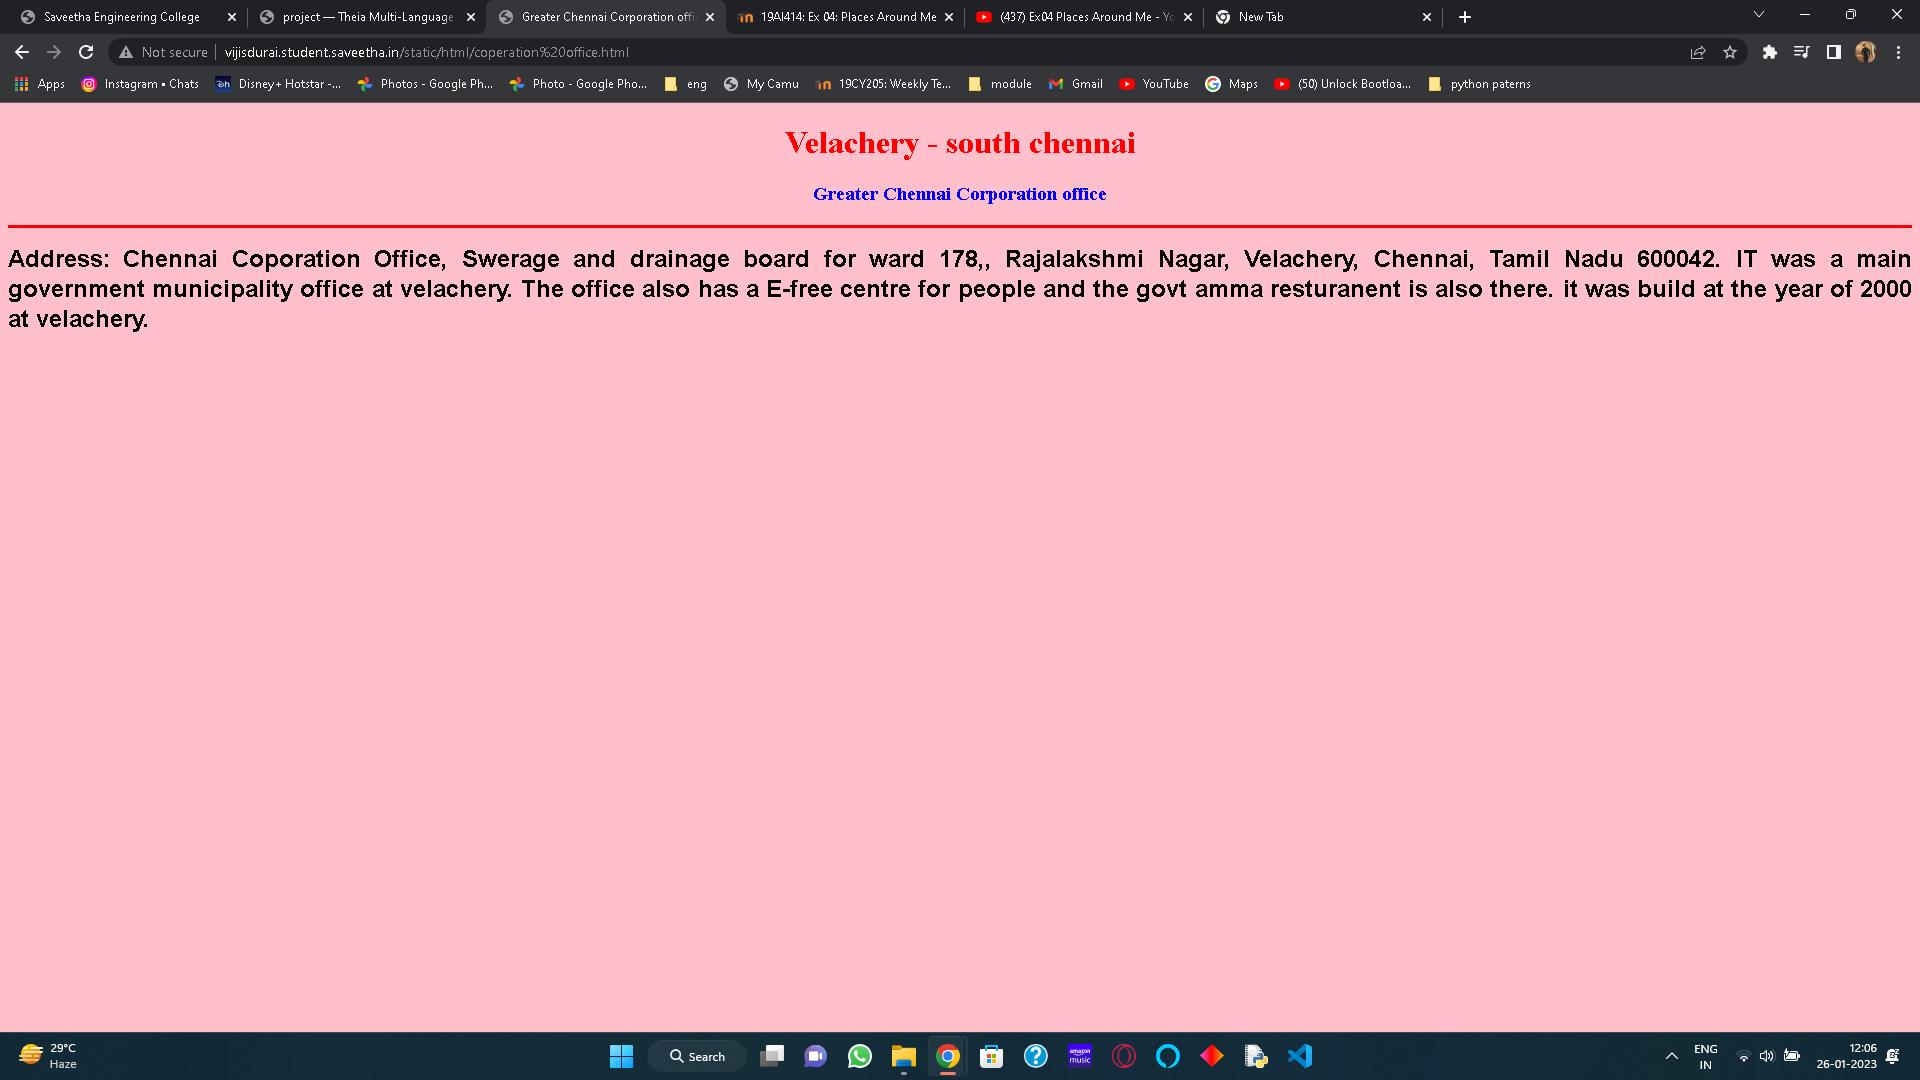 Saveetha Engineering College
project — Theia Multi-Language
Greater Chennai Corporation offi
19AI414: Ex 04: Places Around Me
(437) Ex04 Places Around Me - Yo
New Tab
Not secure
vijisdurai.student.saveetha.in/static/html/coperation%20office.html
Apps
Instagram • Chats
Disney+ Hotstar -...
Photos - Google Ph...
Photo - Google Pho...
eng
My Camu
19CY205: Weekly Te...
module
Gmail
YouTube
Maps
(50) Unlock Bootloa...
python paterns
Velachery - south chennai
Greater Chennai Corporation office
Address: Chennai Coporation Office, Swerage and drainage board for ward 178,, Rajalakshmi Nagar, Velachery, Chennai, Tamil Nadu 600042. IT was a main
government municipality office at velachery. The office also has a E-free centre for people and the govt amma resturanent is also there. it was build at the year of 2000
at velachery.
29°C
Haze
Search
amazon
music
ENG
IN
12:06
26-01-2023